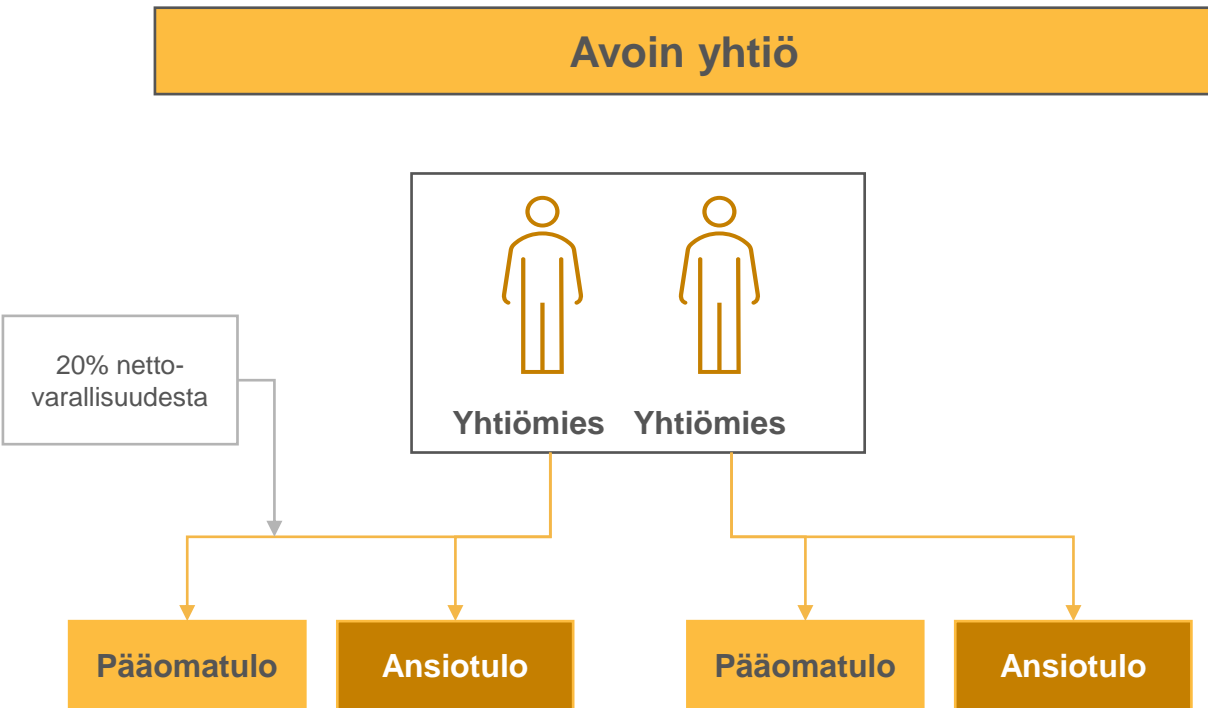 Avoin yhtiö
20% netto-
varallisuudesta
Yhtiömies Yhtiömies
Pääomatulo Ansiotulo Pääomatulo Ansiotulo